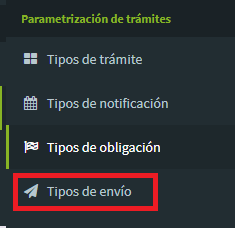 Parametrización de trámites
Tipos de trámite
Tipos de notificación
Tipos de obligación
Tipos de envío